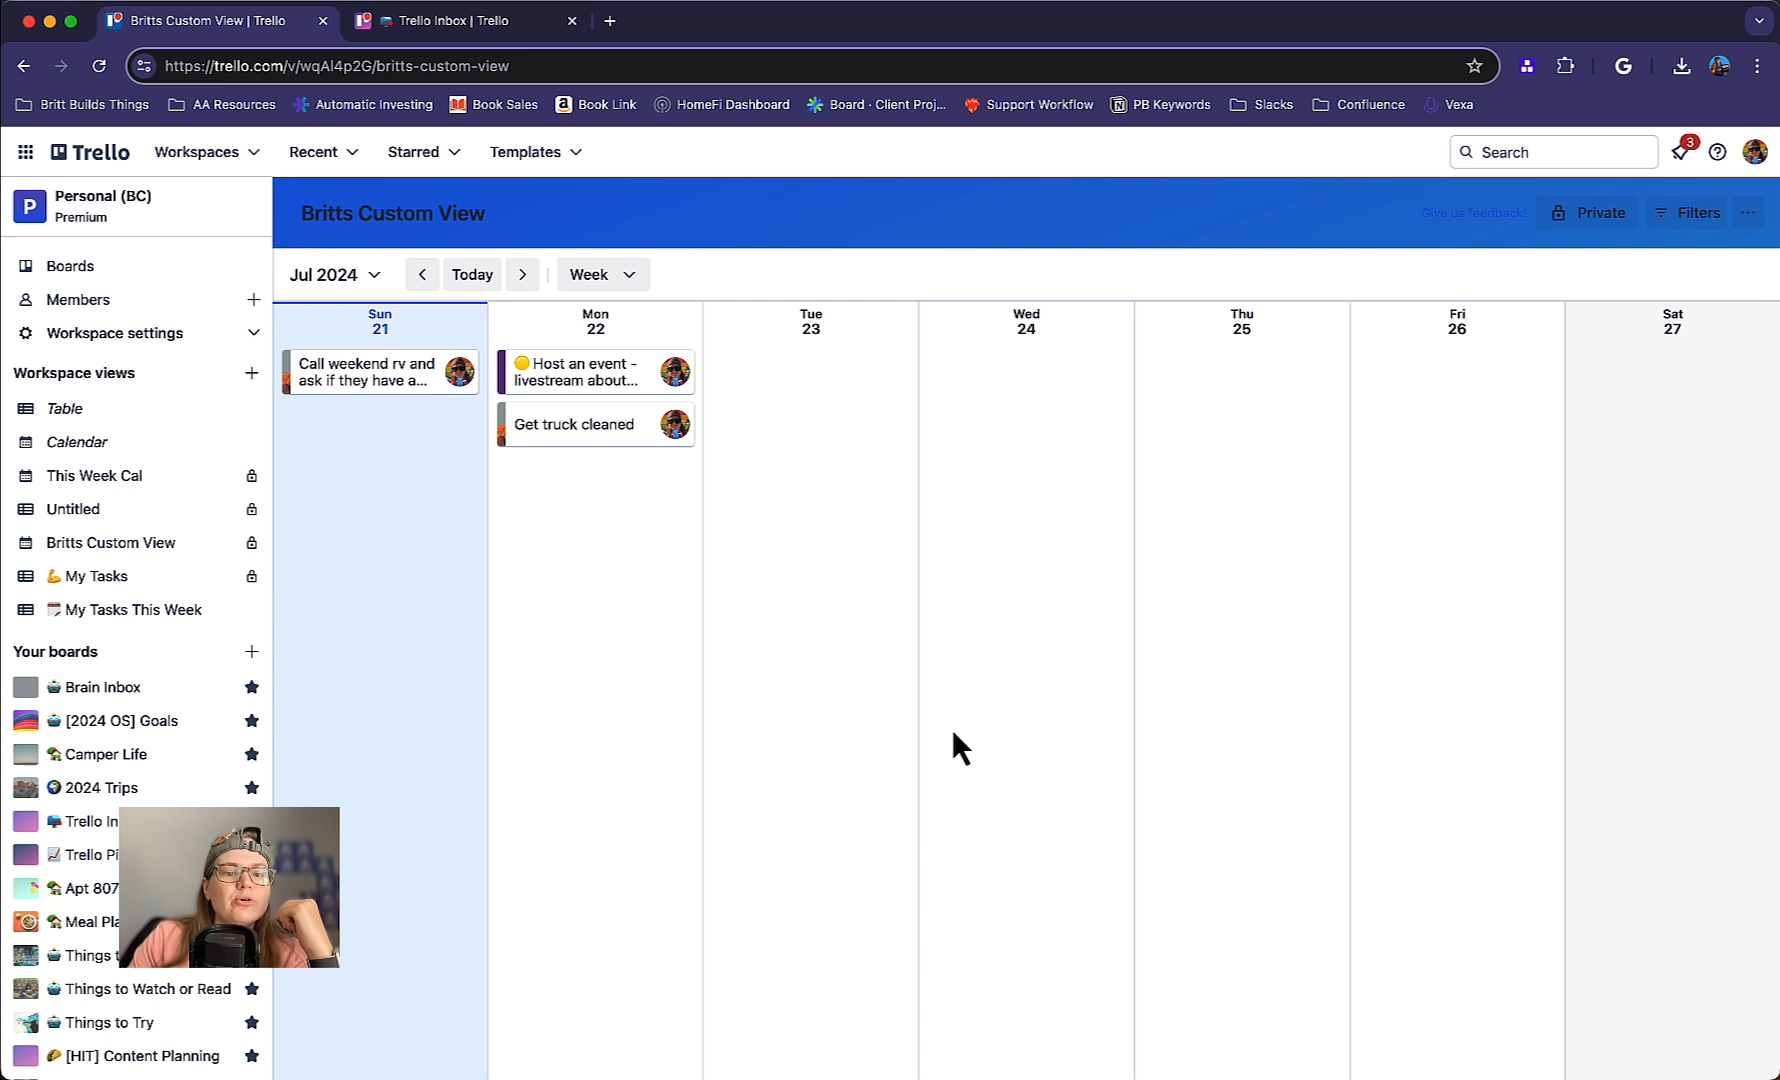 Britts Custom View | Trello
Trello Inbox | Trello
https://trello.com/v/wqAl4p2G/britts-custom-view
Britt Builds Things
AA Resources
Automatic Investing
Book Sales
Book Link
HomeFi Dashboard
Board · Client Proj...
Support Workflow
PB Keywords
Slacks
Confluence
Vexa
Trello
Workspaces
Recent
Starred
Templates
Search
3
P
Personal (BC)
Premium
Britts Custom View
Give us feedback!
Private
Filters
Boards
Members
Workspace settings
Workspace views
Table
Calendar
This Week Cal
Untitled
Britts Custom View
My Tasks
My Tasks This Week
Your boards
Brain Inbox
[2024 OS] Goals
Camper Life
2024 Trips
Trello In
Trello Pi
Apt 807
Meal Pla
Things t
Things to Watch or Read
Things to Try
[HIT] Content Planning
Jul 2024
Today
Week
Sun
21
Mon
22
Tue
23
Wed
24
Thu
25
Fri
26
Sat
27
Call weekend rv and
ask if they have a...
Host an event -
livestream about...
Get truck cleaned